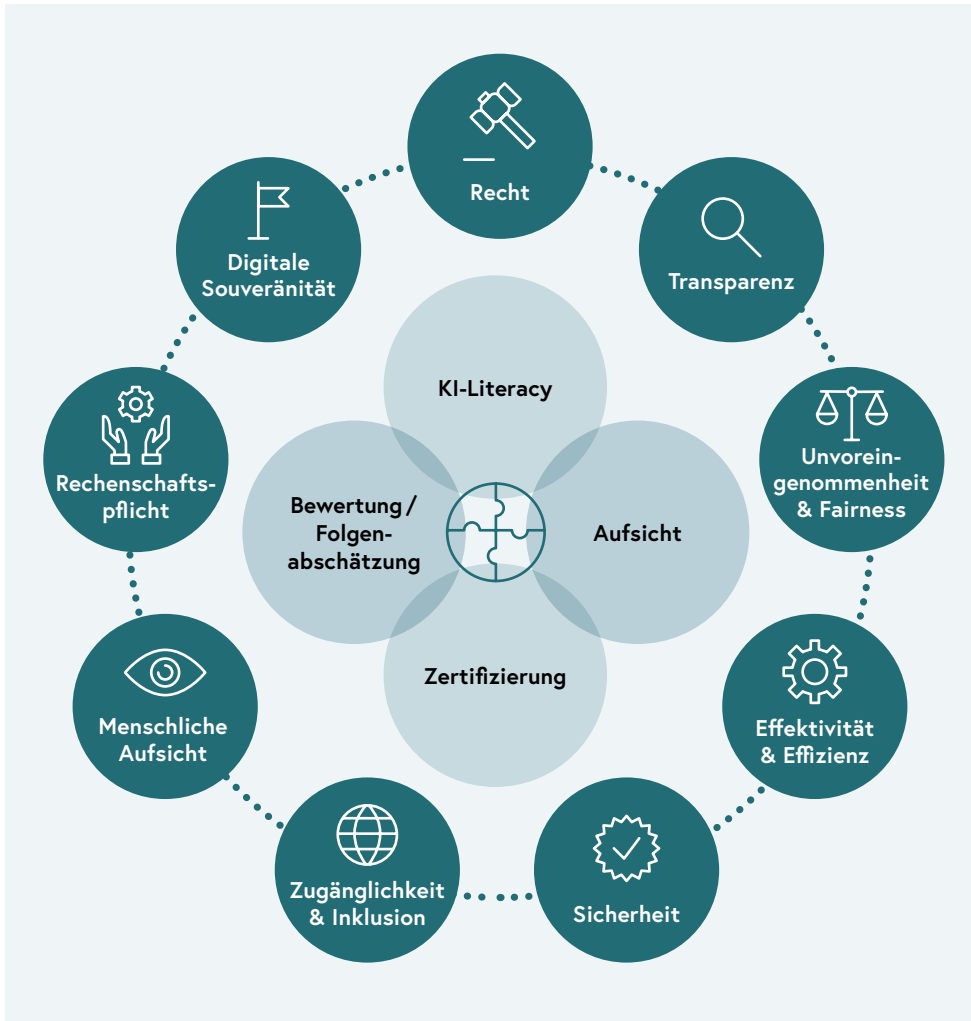 Recht
Transparenz
Unvorein-
genommenheit
& Fairness
Effektivität
& Effizienz
Sicherheit
Zugänglichkeit
& Inklusion
Menschliche
Aufsicht
Rechenschafts-
pflicht
Digitale
Souveränität
KI-Literacy
Aufsicht
Zertifizierung
Bewertung /
Folgen-
abschätzung